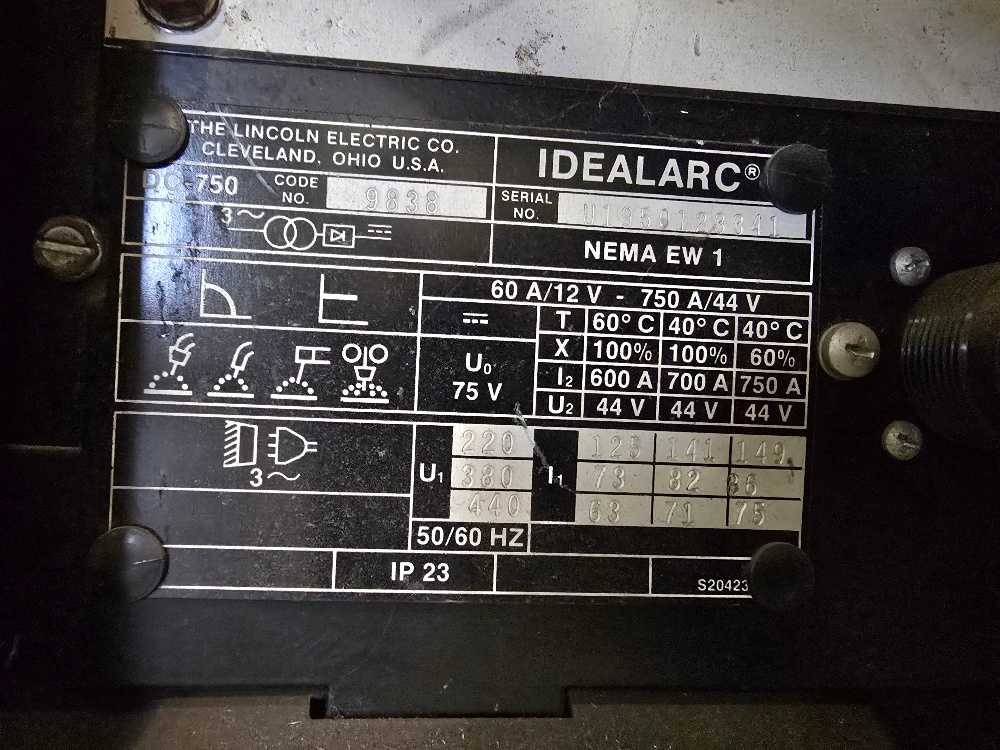 THE LINCOLN ELECTRIC CO.
CLEVELAND, OHIO U.S.A.
IDEALARC®
DC-750 CODE NO. 9838
SERIAL NO. U1950123341
3~
NEMA EW 1
60 A/12 V - 750 A/44 V
T 60° C 40° C 40° C
X 100% 100% 60%
U₀
75 V
I₂ 600 A 700 A 750 A
U₂ 44 V 44 V 44 V
3~
U₁ 220 380 440
I₁ 125 141 149
73 82 86
63 71 75
50/60 HZ
IP 23
S20423